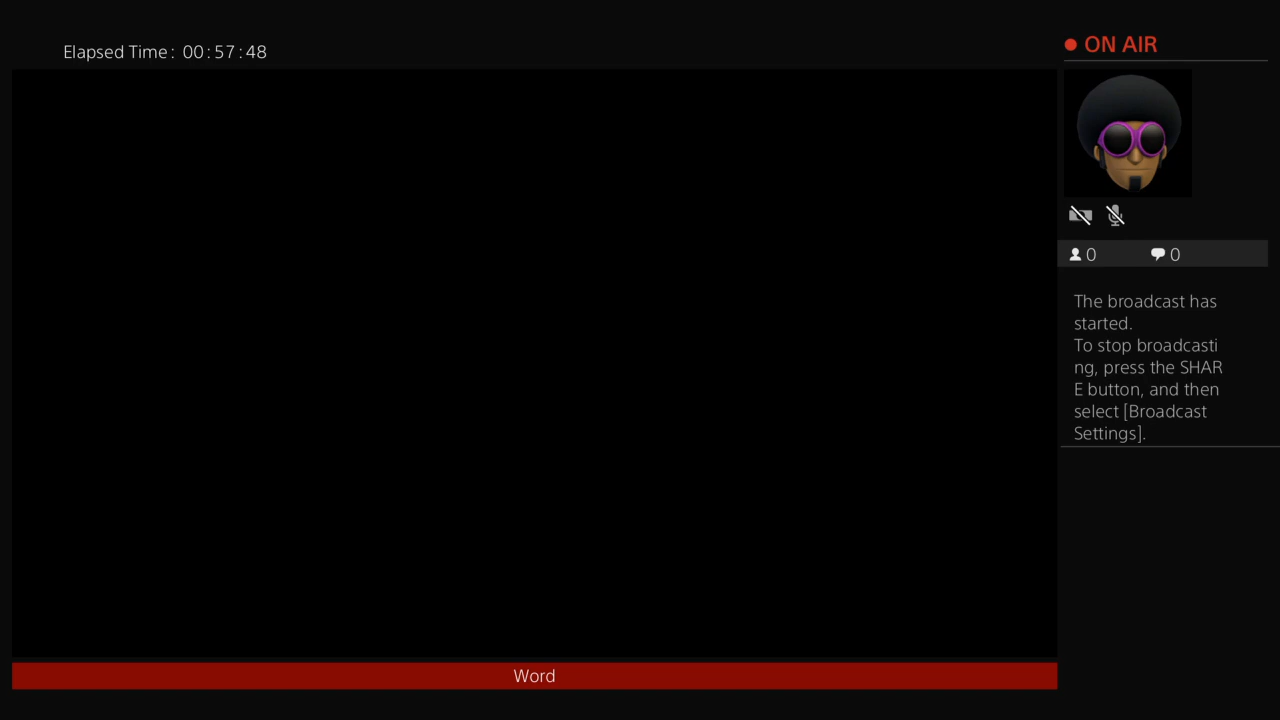 Elapsed Time: 00:57:48
ON AIR
0 0
The broadcast has
started.
To stop broadcasti
ng, press the SHAR
E button, and then
select [Broadcast
Settings].
Word